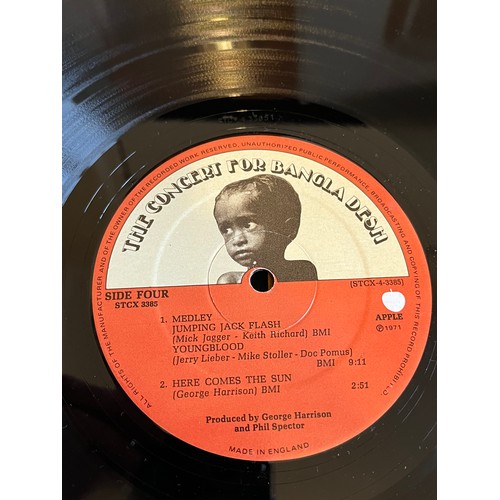 ALL RIGHTS OF THE MANUFACTURER AND OF THE OWNER OF THE RECORDED WORK RESERVED, UNAUTHORISED PUBLIC PERFORMANCE, BROADCASTING AND COPYING OF THIS RECORD PROHIBITED.
THE CONCERT FOR BANGLA DESH
SIDE FOUR
STCX 3385
(STCX-4-3385)
APPLE
℗ 1971
1. MEDLEY
JUMPING JACK FLASH
(Mick Jagger - Keith Richard) BMI
YOUNGBLOOD
(Jerry Lieber - Mike Stoller - Doc Pomus)
BMI 9:11
2. HERE COMES THE SUN
(George Harrison) BMI 2:51
Produced by George Harrison
and Phil Spector
MADE IN ENGLAND